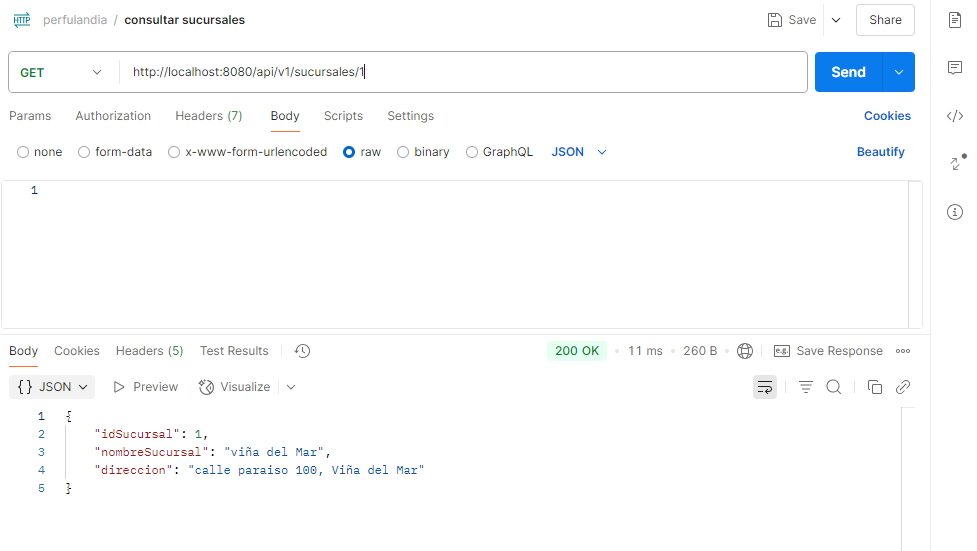 HTTP perfulandia / consultar sucursales Save Share
GET http://localhost:8080/api/v1/sucursales/1 Send
Params Authorization Headers (7) Body Scripts Settings Cookies
none form-data x-www-form-urlencoded raw binary GraphQL JSON Beautify
1
Body Cookies Headers (5) Test Results 200 OK • 11 ms • 260 B e.g. Save Response
{} JSON Preview Visualize
1 {
2 "idSucursal": 1,
3 "nombreSucursal": "viña del Mar",
4 "direccion": "calle paraiso 100, Viña del Mar"
5 }